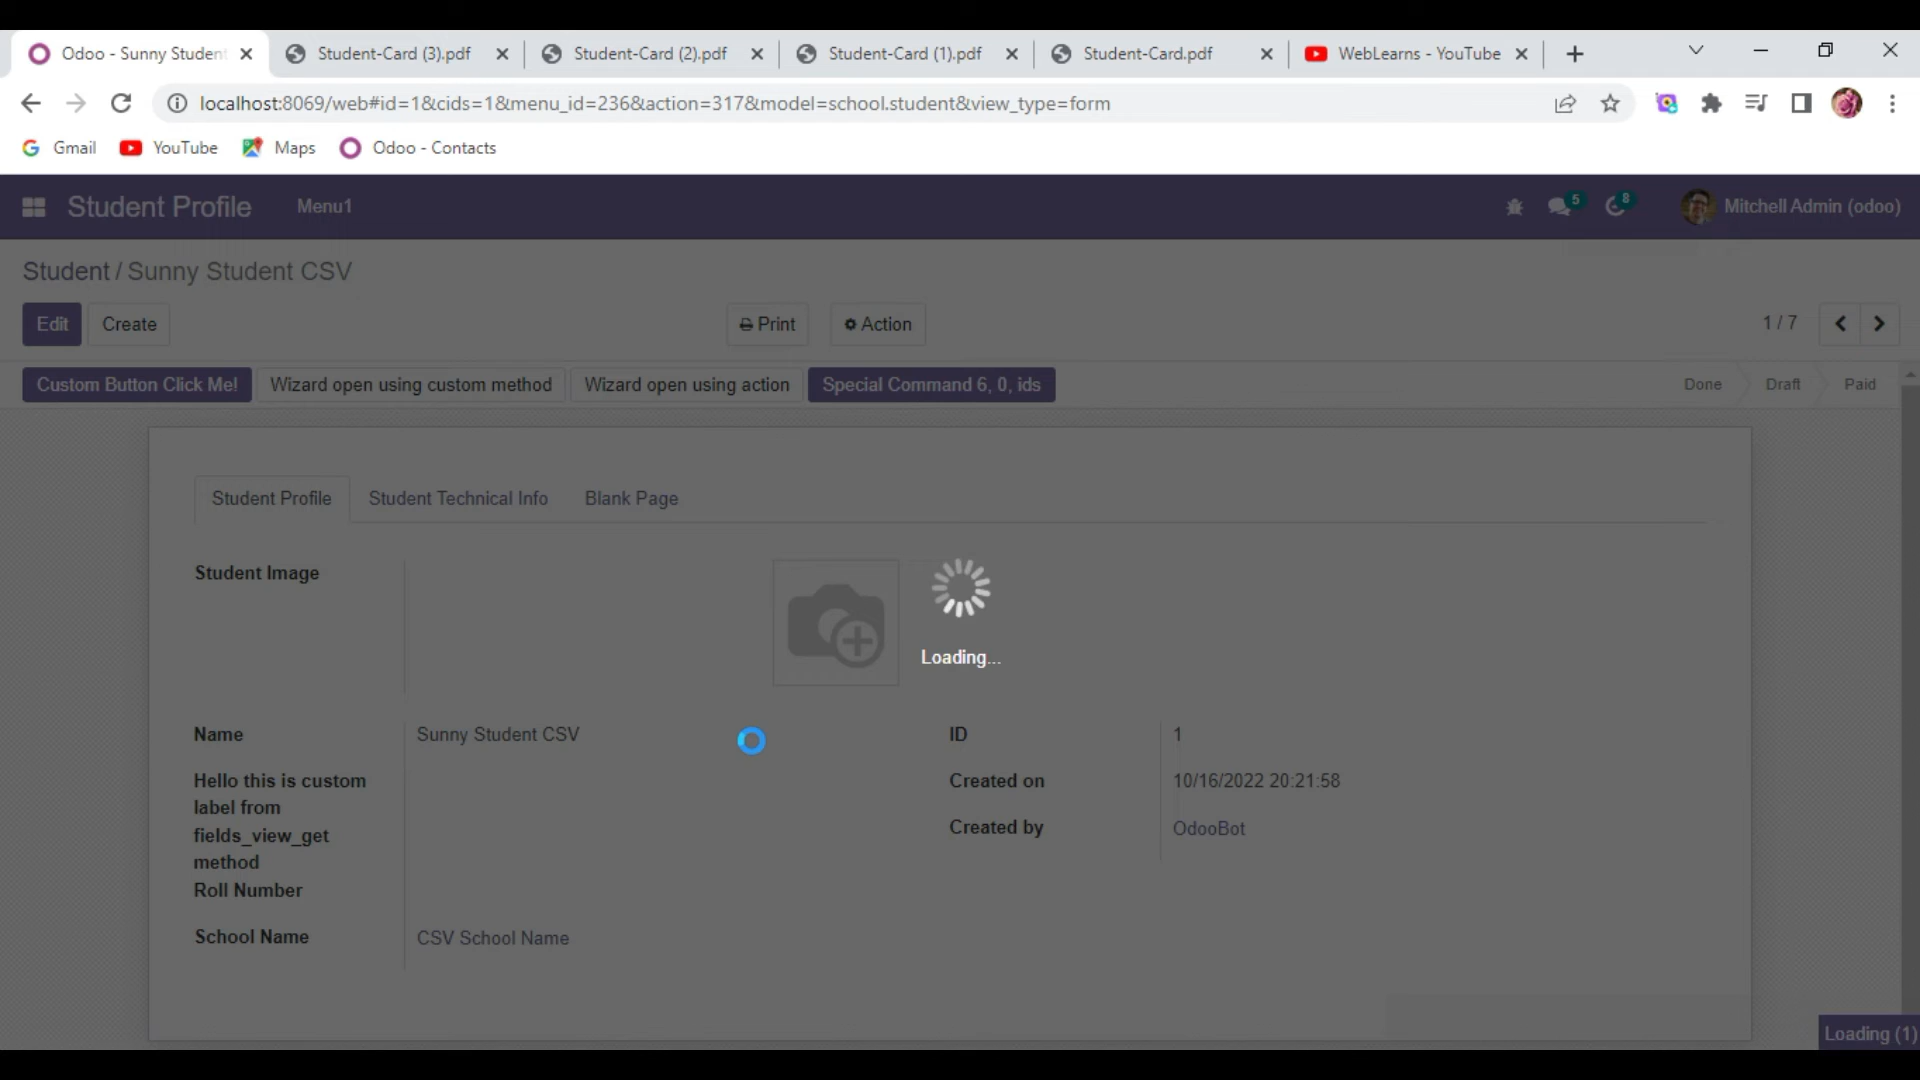 Odoo - Sunny Student
Student-Card (3).pdf
Student-Card (2).pdf
Student-Card (1).pdf
Student-Card.pdf
WebLearns - YouTube
localhost:8069/web#id=1&cids=1&menu_id=236&action=317&model=school.student&view_type=form
Gmail
YouTube
Maps
Odoo - Contacts
Student Profile
Menu1
5
8
Mitchell Admin (odoo)
Student / Sunny Student CSV
Edit
Create
Print
Action
1 / 7
Custom Button Click Me!
Wizard open using custom method
Wizard open using action
Special Command 6, 0, ids
Done
Draft
Paid
Student Profile
Student Technical Info
Blank Page
Student Image
Loading...
Name
Sunny Student CSV
ID
1
Hello this is custom
label from
fields_view_get
method
Created on
10/16/2022 20:21:58
Created by
OdooBot
Roll Number
School Name
CSV School Name
Loading (1)